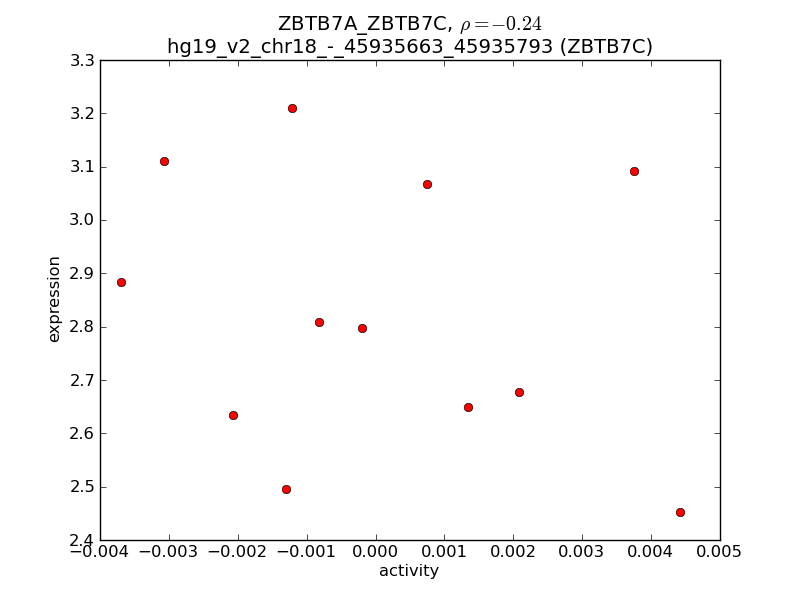 ZBTB7A_ZBTB7C, ρ = −0.24
hg19_v2_chr18_-_45935663_45935793 (ZBTB7C)
3.3
3.2
3.1
3.0
2.9
2.8
2.7
2.6
2.5
2.4
expression
−0.004 −0.003 −0.002 −0.001 0.000 0.001 0.002 0.003 0.004 0.005
activity